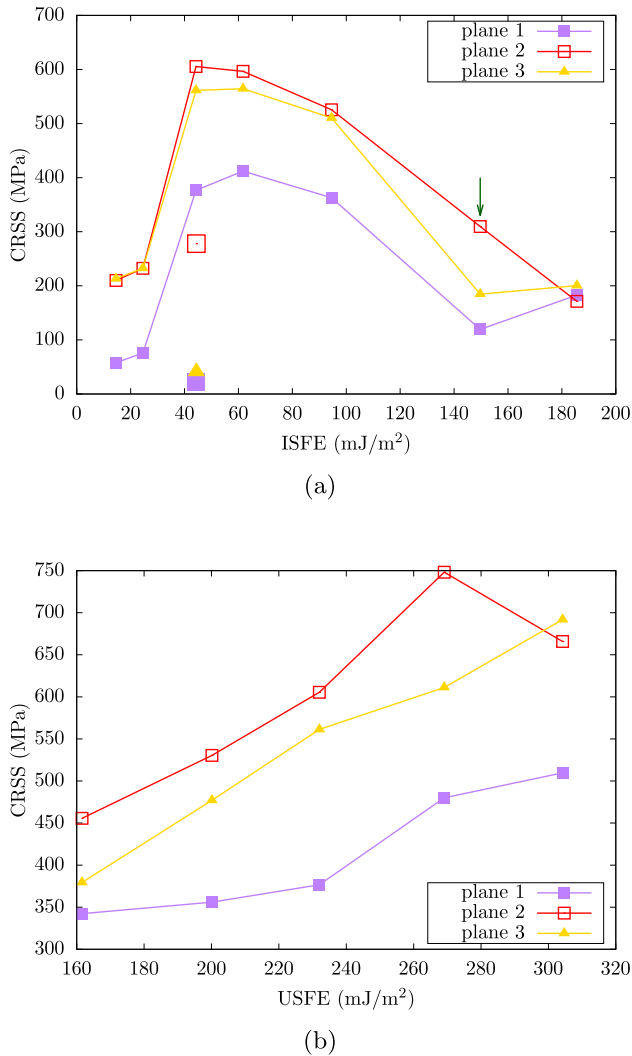 700
600
500
400
300
200
100
0
CRSS (MPa)
plane 1
plane 2
plane 3
0 20 40 60 80 100 120 140 160 180 200
ISFE (mJ/m²)
(a)
750
700
650
600
550
500
450
400
350
300
CRSS (MPa)
plane 1
plane 2
plane 3
160 180 200 220 240 260 280 300 320
USFE (mJ/m²)
(b)